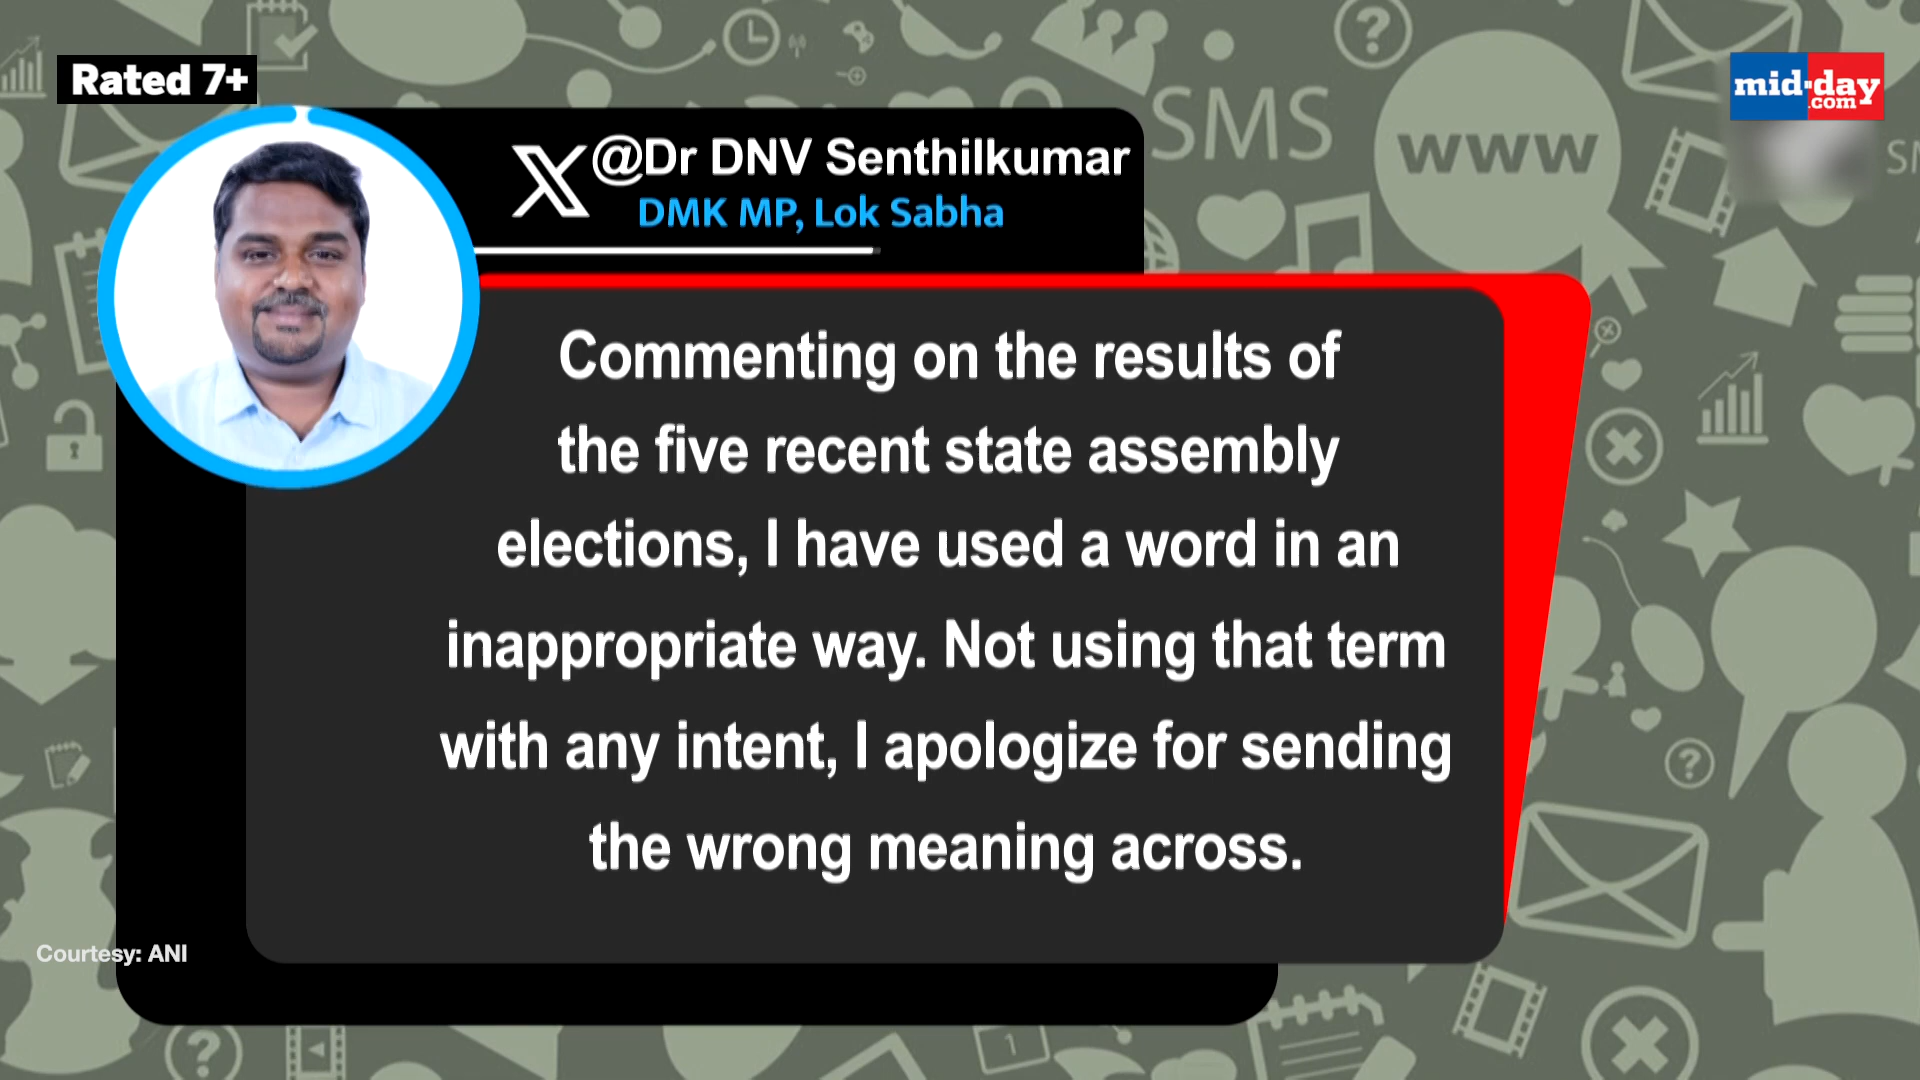 Rated 7+
mid-day
.com
@Dr DNV Senthilkumar
DMK MP, Lok Sabha
SMS
www
Commenting on the results of
the five recent state assembly
elections, I have used a word in an
inappropriate way. Not using that term
with any intent, I apologize for sending
the wrong meaning across.
Courtesy: ANI